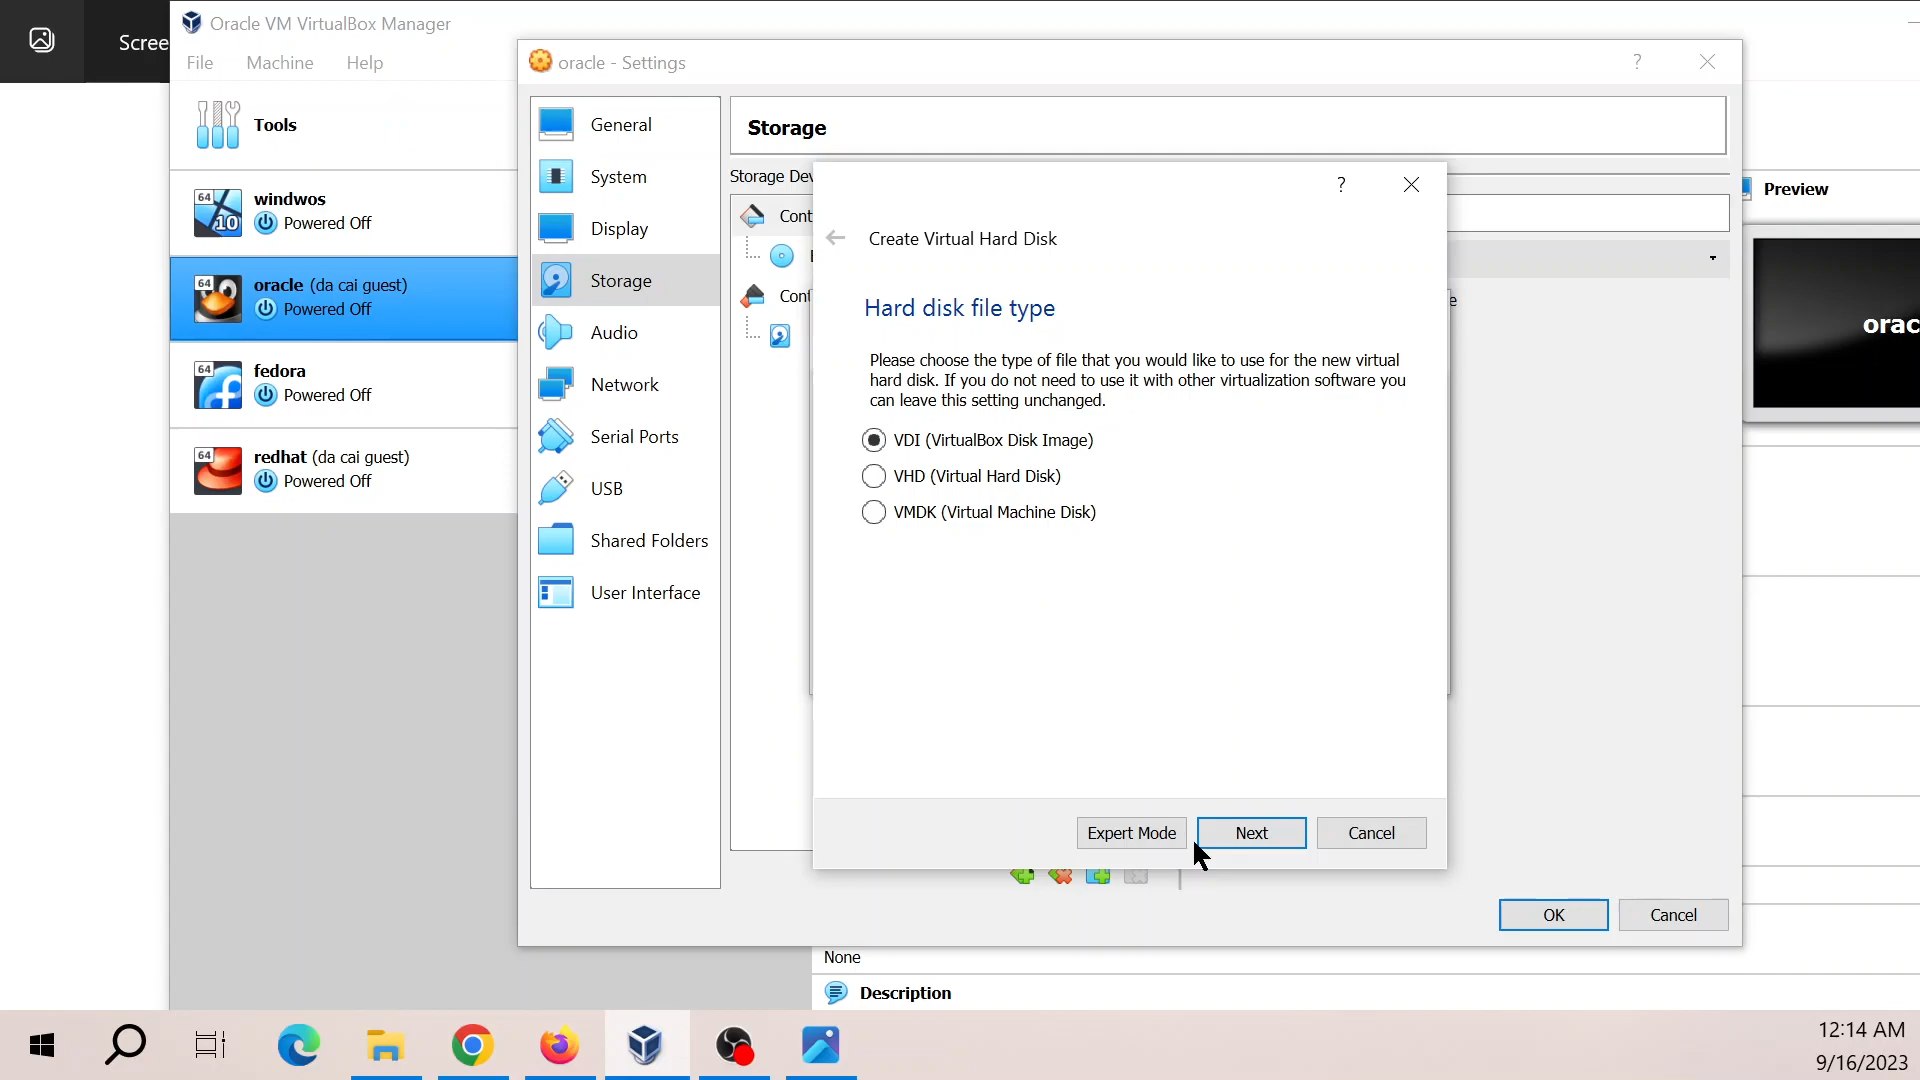 Scree
Oracle VM VirtualBox Manager
File Machine Help
Tools
64
10
windwos
Powered Off
64
oracle (da cai guest)
Powered Off
64
fedora
Powered Off
64
redhat (da cai guest)
Powered Off
oracle - Settings
?
General
System
Display
Storage
Audio
Network
Serial Ports
USB
Shared Folders
User Interface
Storage
Storage Dev
Cont
Cont
?
Create Virtual Hard Disk
Hard disk file type
Please choose the type of file that you would like to use for the new virtual
hard disk. If you do not need to use it with other virtualization software you
can leave this setting unchanged.
VDI (VirtualBox Disk Image)
VHD (Virtual Hard Disk)
VMDK (Virtual Machine Disk)
Expert Mode Next Cancel
e
OK Cancel
Preview
orac
None
Description
12:14 AM
9/16/2023